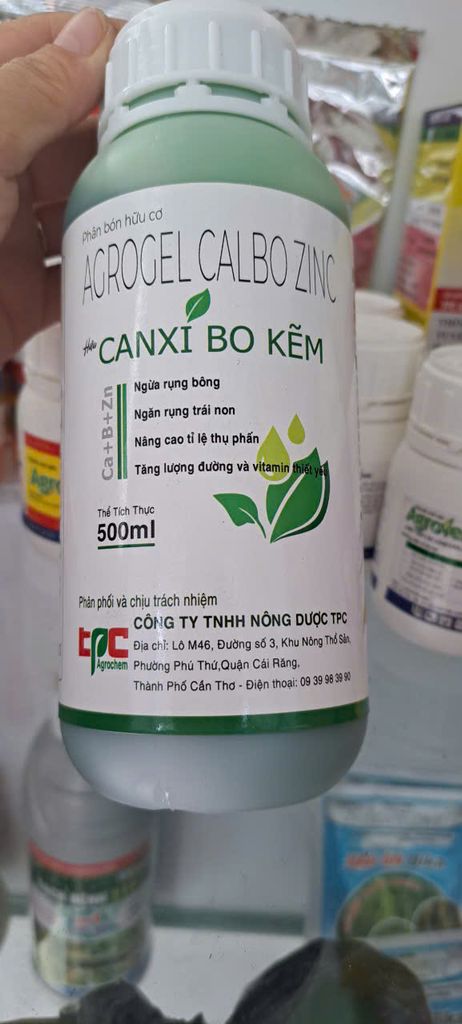 Phân bón hữu cơ
AGROGEL CALBO ZINC
Hiệu CANXI BO KẼM
Ca+B+Zn
Ngừa rụng bông
Ngăn rụng trái non
Nâng cao tỉ lệ thụ phấn
Tăng lượng đường và vitamin thiết yếu
Thể Tích Thực
500ml
Phân phối và chịu trách nhiệm
tpc
Agrochem
CÔNG TY TNHH NÔNG DƯỢC TPC
Địa chỉ: Lô M46, Đường số 3, Khu Nông Thổ Sản,
Phường Phú Thứ,Quận Cái Răng,
Thành Phố Cần Thơ - Điện thoại: 09 39 98 39 90